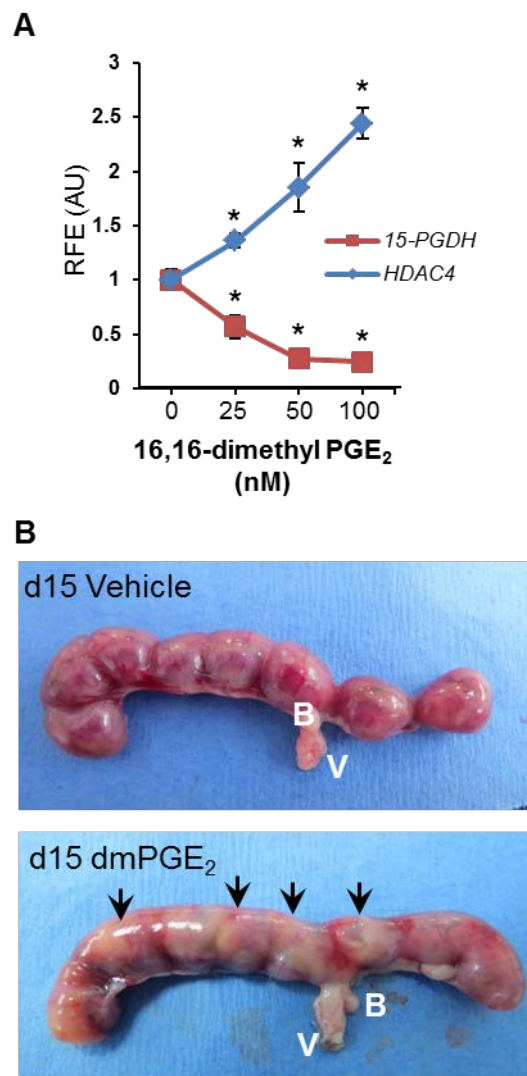 A
3
2.5
2
1.5
1
0.5
0
RFE (AU)
*
*
*
*
*
*
15-PGDH
HDAC4
0 25 50 100
16,16-dimethyl PGE₂
(nM)
B
d15 Vehicle
B
V
d15 dmPGE₂
B
V